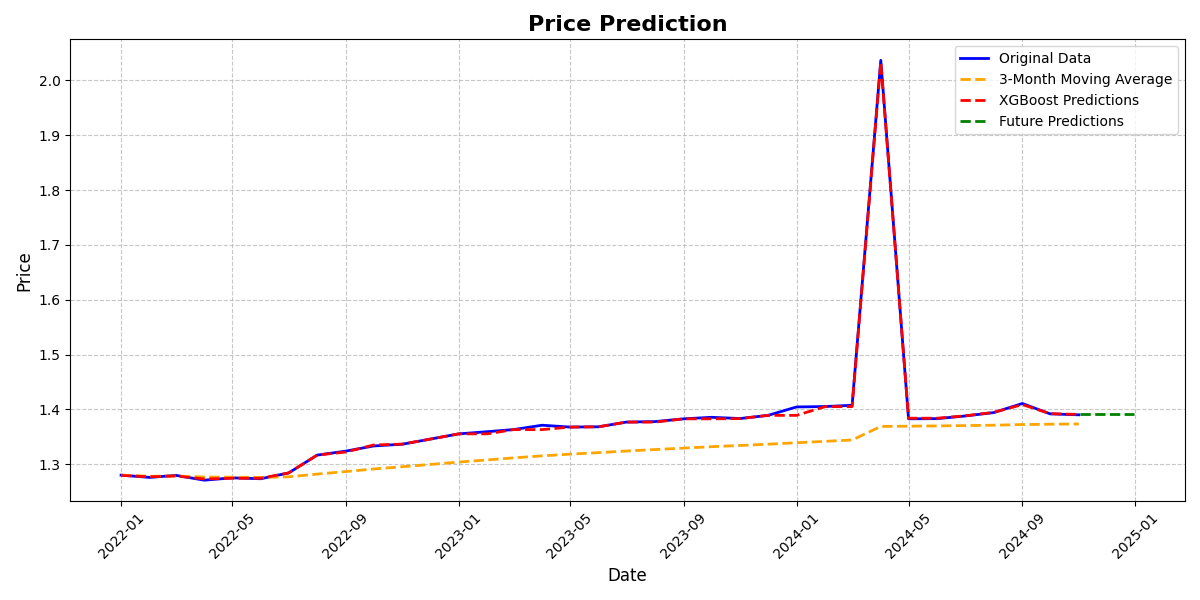 Price Prediction
Original Data
3-Month Moving Average
XGBoost Predictions
Future Predictions
Price
2.0
1.9
1.8
1.7
1.6
1.5
1.4
1.3
2022-01
2022-05
2022-09
2023-01
2023-05
2023-09
2024-01
2024-05
2024-09
2025-01
Date